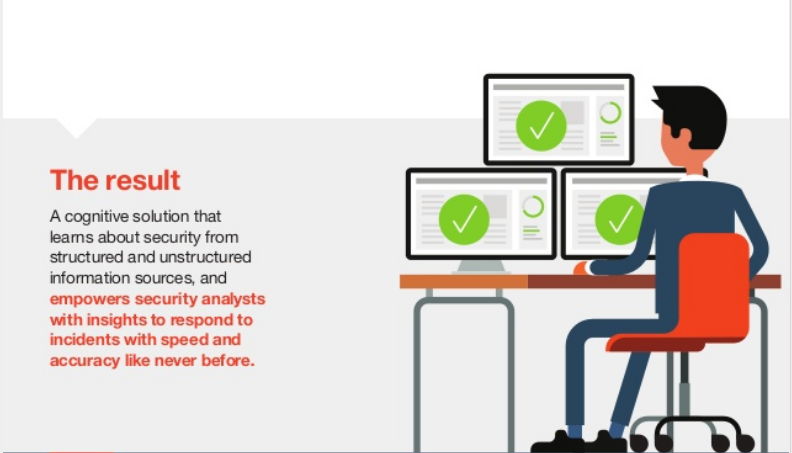 The result
A cognitive solution that
learns about security from
structured and unstructured
information sources, and
empowers security analysts
with insights to respond to
incidents with speed and
accuracy like never before.